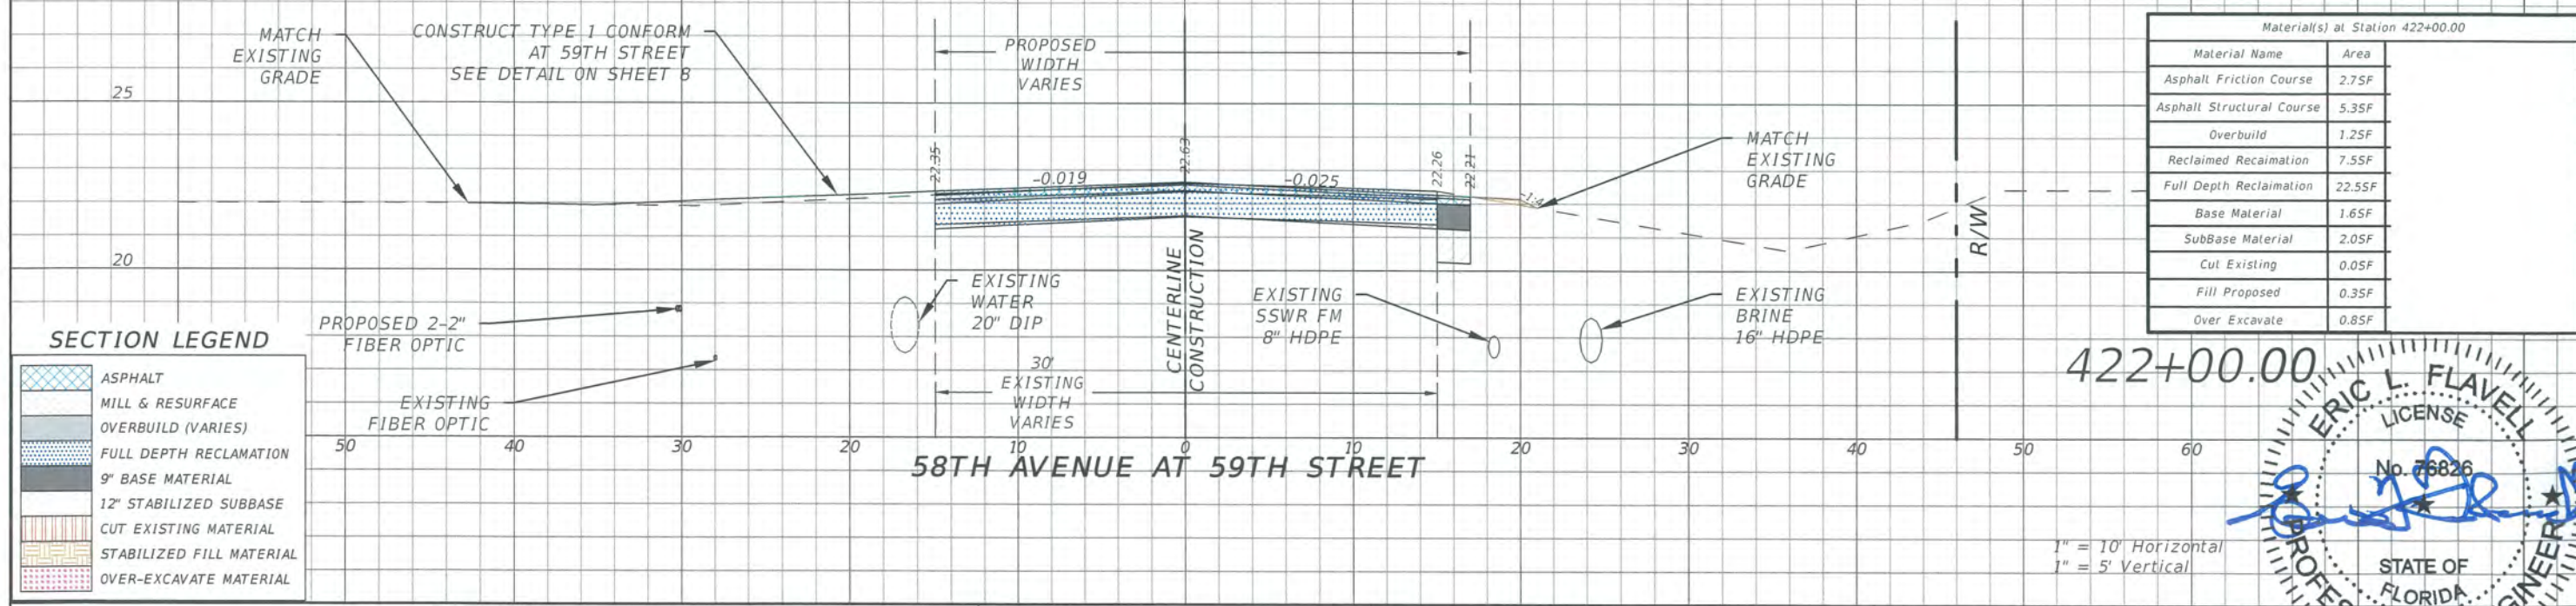 MATCH
EXISTING
GRADE
CONSTRUCT TYPE 1 CONFORM
AT 59TH STREET
SEE DETAIL ON SHEET 8
PROPOSED
WIDTH
VARIES
25
20
22.35
-0.019
22.63
-0.025
22.26
22.21
-1:4
MATCH
EXISTING
GRADE
R/W
PROPOSED 2-2"
FIBER OPTIC
EXISTING
FIBER OPTIC
EXISTING
WATER
20" DIP
30'
EXISTING
WIDTH
VARIES
CENTERLINE
CONSTRUCTION
EXISTING
SSWR FM
8" HDPE
EXISTING
BRINE
16" HDPE
50 40 30 20 10 0 10 20 30 40 50 60
58TH AVENUE AT 59TH STREET
SECTION LEGEND
ASPHALT
MILL & RESURFACE
OVERBUILD (VARIES)
FULL DEPTH RECLAMATION
9" BASE MATERIAL
12" STABILIZED SUBBASE
CUT EXISTING MATERIAL
STABILIZED FILL MATERIAL
OVER-EXCAVATE MATERIAL
Material(s) at Station 422+00.00
Material Name Area
Asphalt Friction Course 2.7SF
Asphalt Structural Course 5.3SF
Overbuild 1.2SF
Reclaimed Recaimation 7.5SF
Full Depth Reclaimation 22.5SF
Base Material 1.6SF
SubBase Material 2.0SF
Cut Existing 0.0SF
Fill Proposed 0.3SF
Over Excavate 0.8SF
422+00.00
1" = 10' Horizontal
1" = 5' Vertical
ERIC L. FLAVELL
LICENSE
No. 76826
STATE OF
FLORIDA